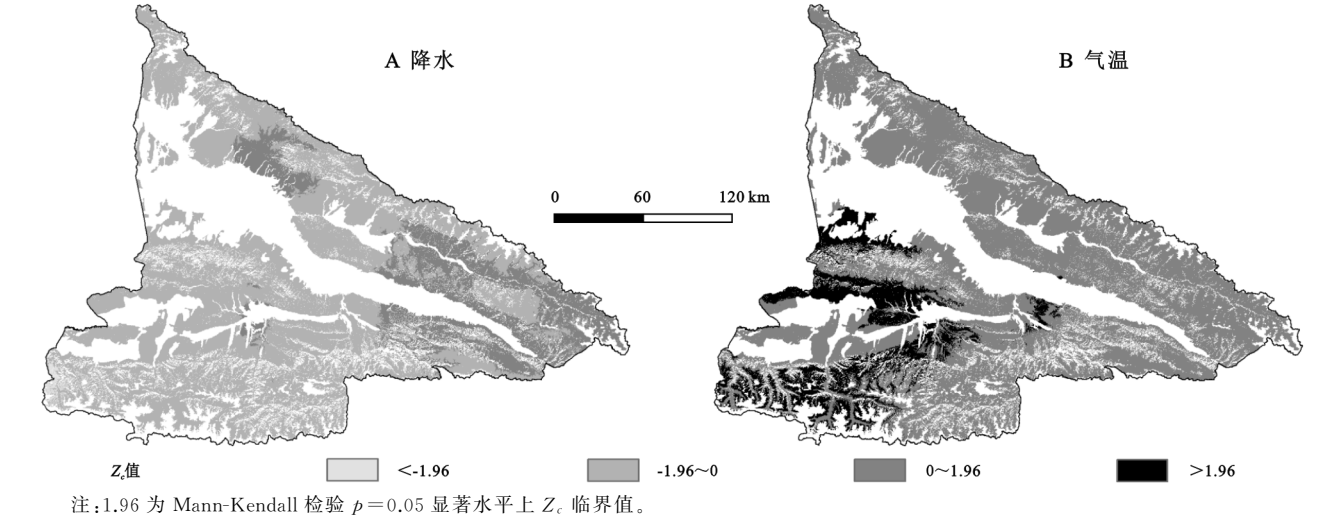 A 降水
B 气温
0 60 120 km
Zc值 <-1.96 -1.96～0 0～1.96 >1.96
注:1.96 为 Mann-Kendall 检验 p=0.05 显著水平上 Zc 临界值。